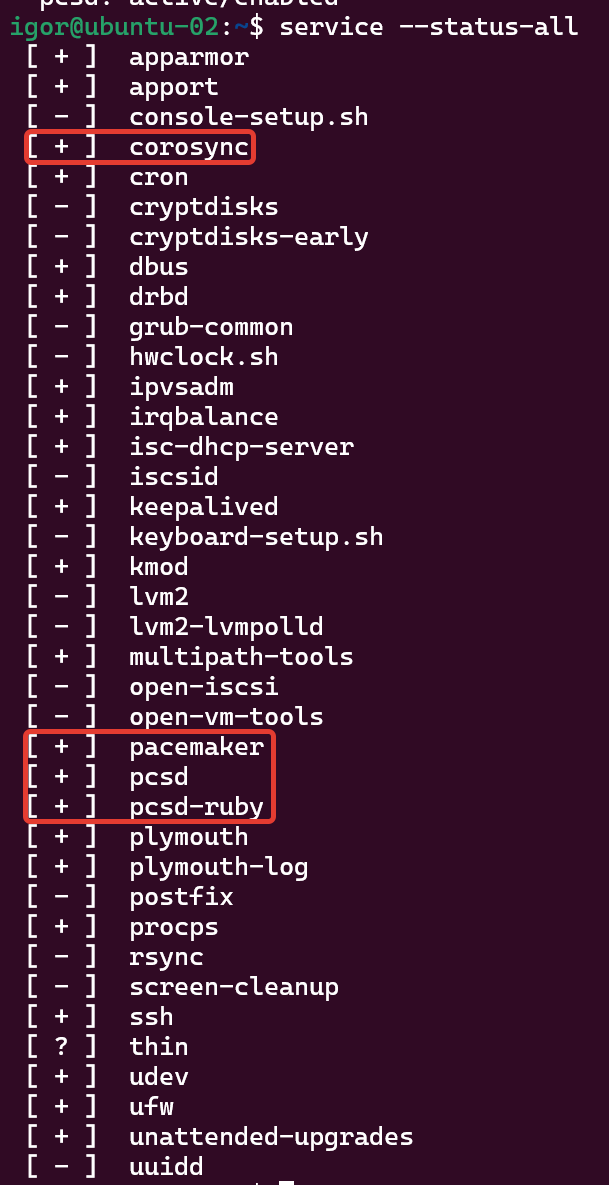 pcsd: active/enabled
igor@ubuntu-02:~$ service --status-all
[ + ]  apparmor
[ + ]  apport
[ - ]  console-setup.sh
[ + ]  corosync
[ + ]  cron
[ - ]  cryptdisks
[ - ]  cryptdisks-early
[ + ]  dbus
[ + ]  drbd
[ - ]  grub-common
[ - ]  hwclock.sh
[ + ]  ipvsadm
[ + ]  irqbalance
[ + ]  isc-dhcp-server
[ - ]  iscsid
[ + ]  keepalived
[ - ]  keyboard-setup.sh
[ + ]  kmod
[ - ]  lvm2
[ - ]  lvm2-lvmpolld
[ + ]  multipath-tools
[ - ]  open-iscsi
[ - ]  open-vm-tools
[ + ]  pacemaker
[ + ]  pcsd
[ + ]  pcsd-ruby
[ + ]  plymouth
[ + ]  plymouth-log
[ - ]  postfix
[ + ]  procps
[ - ]  rsync
[ - ]  screen-cleanup
[ + ]  ssh
[ ? ]  thin
[ + ]  udev
[ + ]  ufw
[ + ]  unattended-upgrades
[ - ]  uuidd